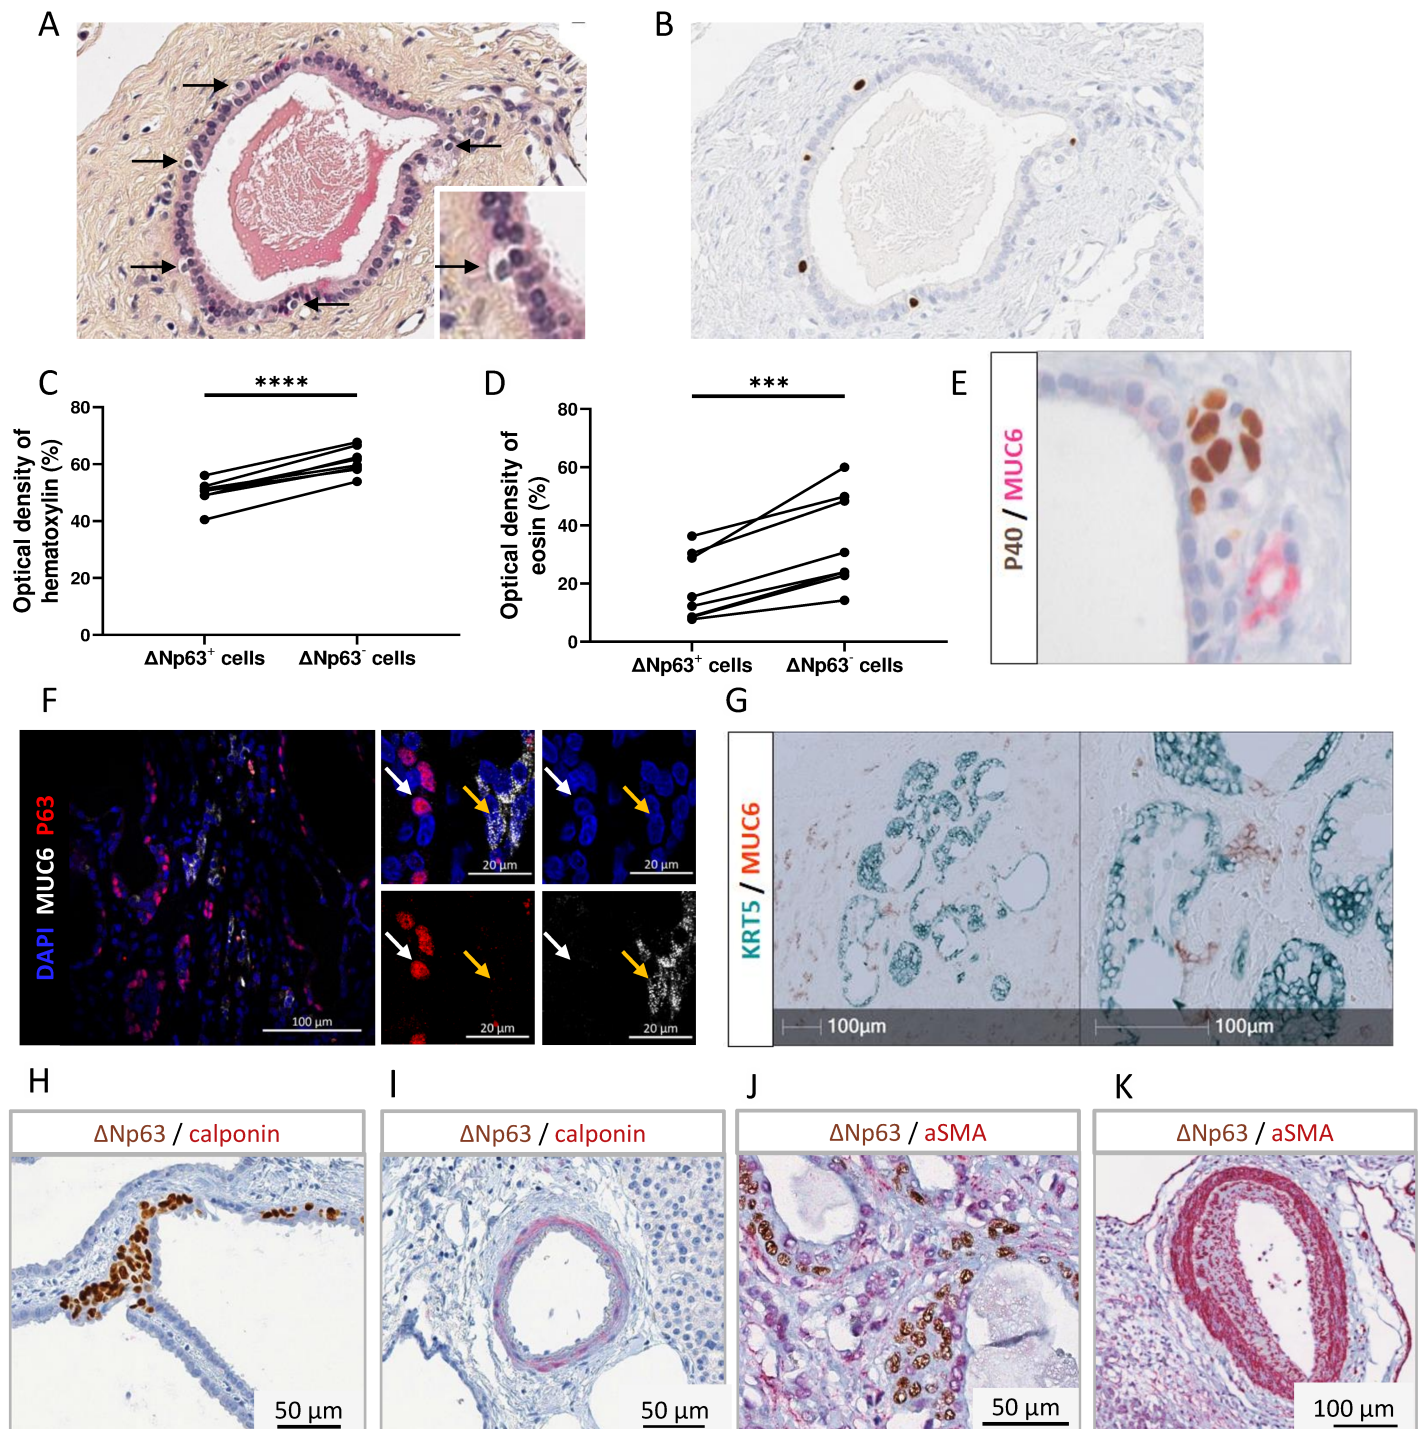 A
B
C
****
80
60
40
20
0
Optical density of
hematoxylin (%)
ΔNp63+ cells
ΔNp63- cells
D
***
80
60
40
20
0
Optical density of
eosin (%)
ΔNp63+ cells
ΔNp63- cells
E
P40 / MUC6
F
DAPI MUC6 P63
100 µm
20 µm
20 µm
20 µm
20 µm
G
KRT5 / MUC6
100µm
100µm
H
ΔNp63 / calponin
50 µm
I
ΔNp63 / calponin
50 µm
J
ΔNp63 / aSMA
50 µm
K
ΔNp63 / aSMA
100 µm